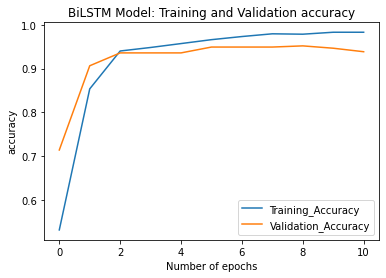 BiLSTM Model: Training and Validation accuracy
1.0
0.9
0.8
0.7
0.6
accuracy
0 2 4 6 8 10
Number of epochs
Training_Accuracy
Validation_Accuracy